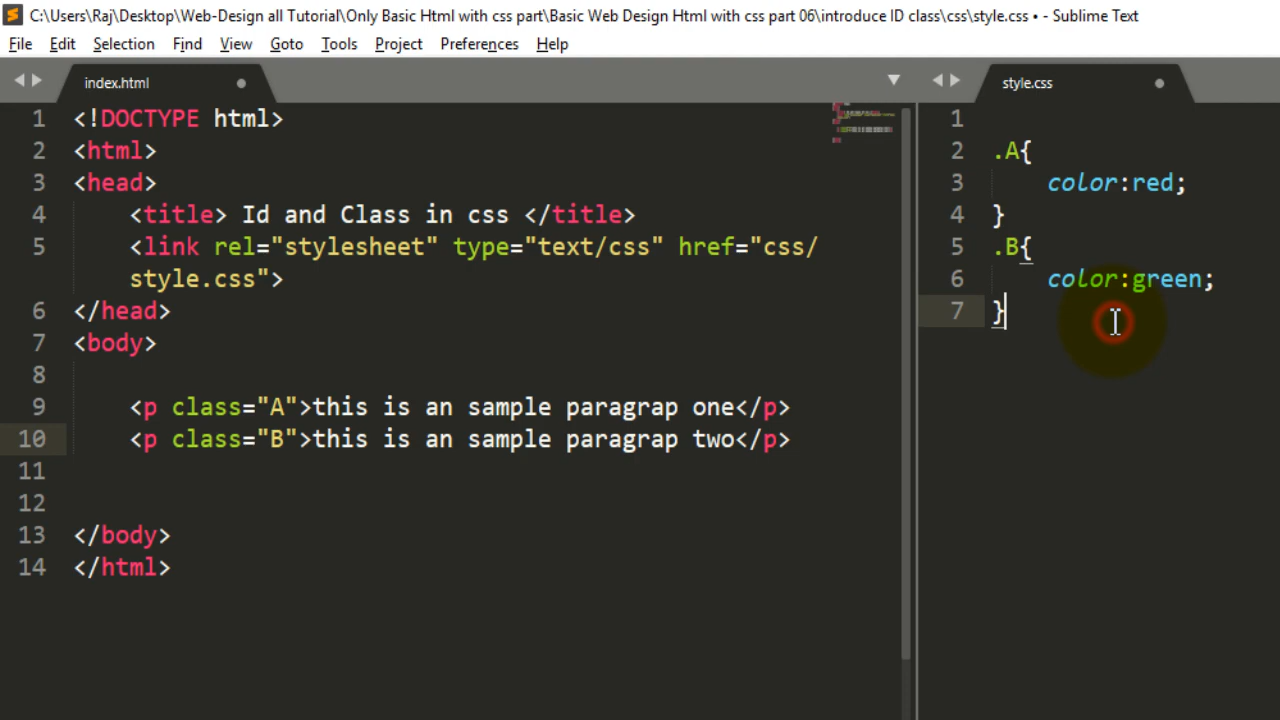 C:\Users\Raj\Desktop\Web-Design all Tutorial\Only Basic Html with css part\Basic Web Design Html with css part 06\introduce ID class\css\style.css • - Sublime Text
File Edit Selection Find View Goto Tools Project Preferences Help
index.html
1 <!DOCTYPE html>
2 <html>
3 <head>
4 <title> Id and Class in css </title>
5 <link rel="stylesheet" type="text/css" href="css/
style.css">
6 </head>
7 <body>
8
9 <p class="A">this is an sample paragrap one</p>
10 <p class="B">this is an sample paragrap two</p>
11
12
13 </body>
14 </html>
style.css
1
2 .A{
3 color:red;
4 }
5 .B{
6 color:green;
7 }